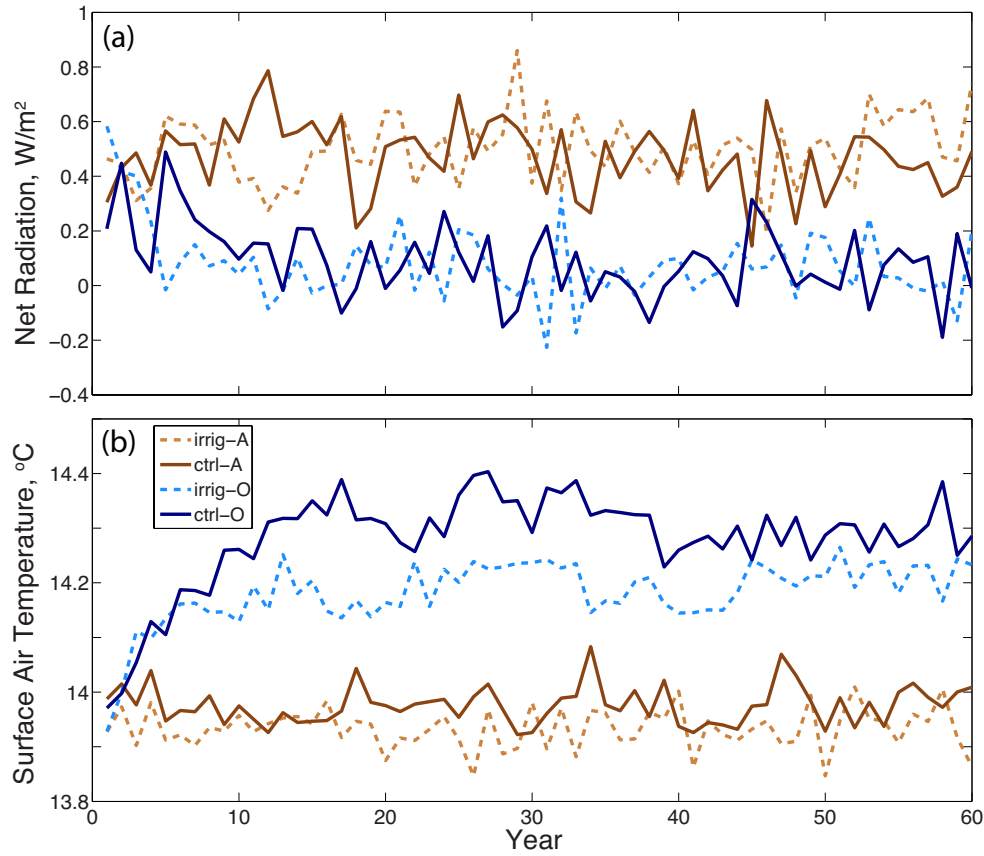 (a)
Net Radiation, W/m²
1
0.8
0.6
0.4
0.2
0
−0.2
−0.4
(b)
irrig−A
ctrl−A
irrig−O
ctrl−O
Surface Air Temperature, ºC
14.4
14.2
14
13.8
0
10
20
30
40
50
60
Year